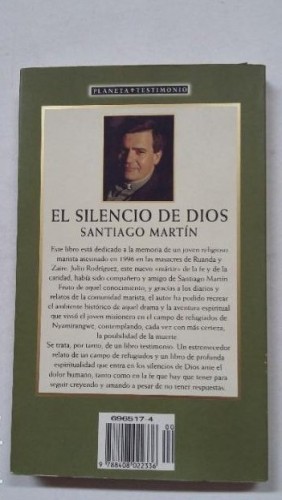 PLANETA✦TESTIMONIO
EL SILENCIO DE DIOS
SANTIAGO MARTÍN
Este libro está dedicado a la memoria de un joven religioso
marista asesinado en 1996 en las masacres de Ruanda y
Zaire. Julio Rodríguez, este nuevo «mártir» de la fe y de la
caridad, había sido compañero y amigo de Santiago Martín.
Fruto de aquel conocimiento, y gracias a los diarios y
relatos de la comunidad marista, el autor ha podido recrear
el ambiente histórico de aquel drama y la aventura espiritual
que vivió el joven misionero en el campo de refugiados de
Nyamirangwe, contemplando, cada vez con más certeza,
la posibilidad de la muerte.
Se trata, por tanto, de un libro testimonio. Un estremecedor
relato de un campo de refugiados y un libro de profunda
espiritualidad que entra en los silencios de Dios ante el
dolor humano, tanto como en la fe que hay que tener para
seguir creyendo y amando a pesar de no tener respuestas.
696517-4
00
9 788408 022336